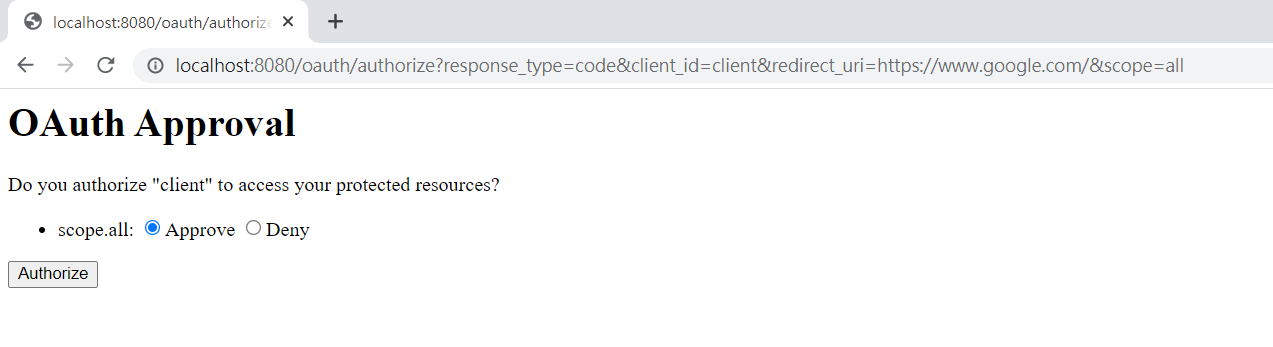 localhost:8080/oauth/authorize
localhost:8080/oauth/authorize?response_type=code&client_id=client&redirect_uri=https://www.google.com/&scope=all
OAuth Approval
Do you authorize "client" to access your protected resources?
• scope.all: Approve Deny
Authorize